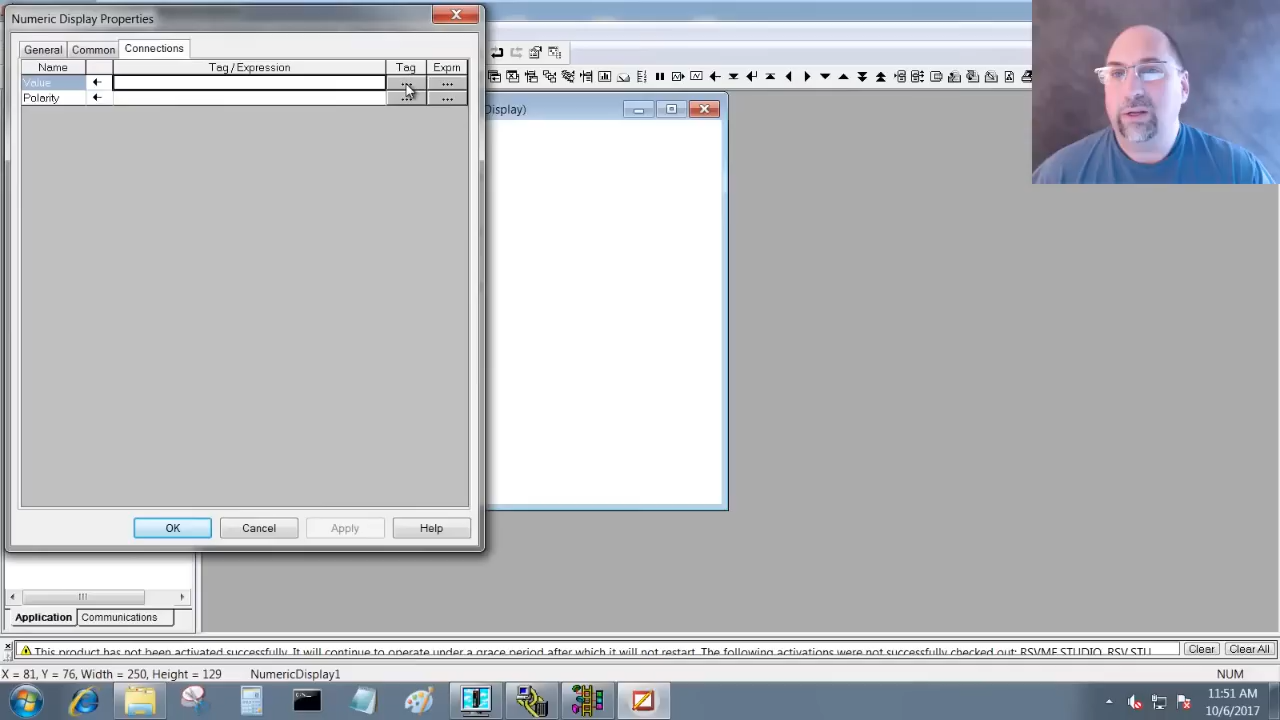 Numeric Display Properties
General Common Connections
Name Tag / Expression Tag Exprn
Value ... ...
Polarity ... ...
Display)
OK Cancel Apply Help
Application Communications
This product has not been activated successfully. It will continue to operate under a grace period after which it will not restart. The following activations were not successfully checked out: RSVME.STUDIO, RSV.STU
Clear Clear All
X = 81, Y = 76, Width = 250, Height = 129 NumericDisplay1 NUM
11:51 AM
10/6/2017